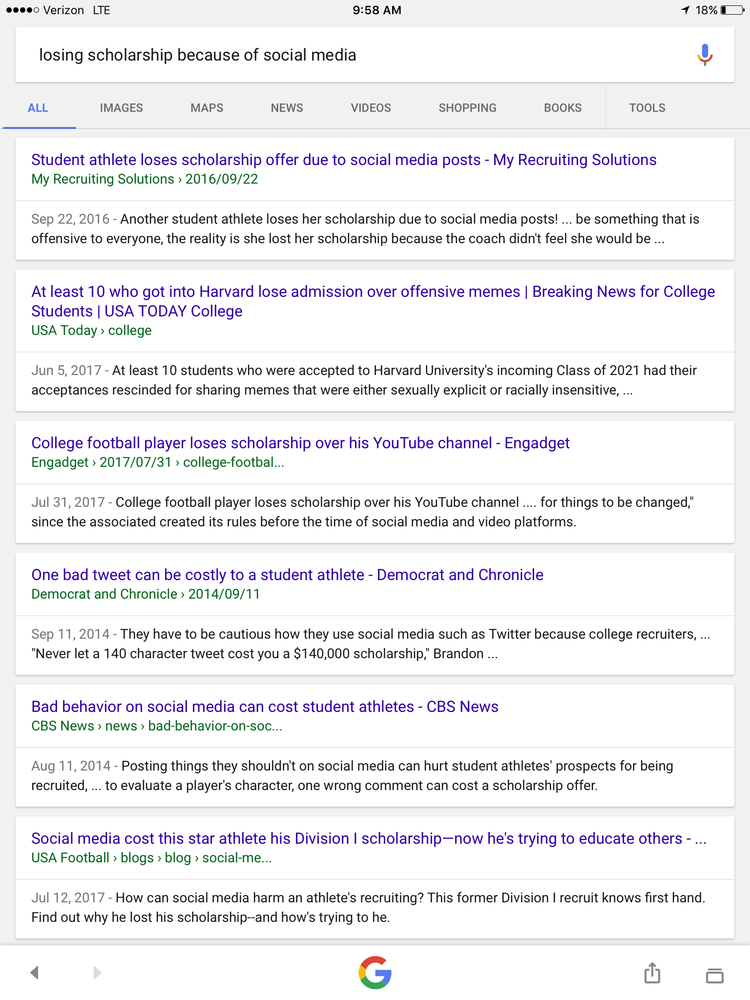 Verizon LTE 9:58 AM 18%
losing scholarship because of social media
ALL IMAGES MAPS NEWS VIDEOS SHOPPING BOOKS TOOLS
Student athlete loses scholarship offer due to social media posts - My Recruiting Solutions
My Recruiting Solutions › 2016/09/22
Sep 22, 2016 - Another student athlete loses her scholarship due to social media posts! ... be something that is
offensive to everyone, the reality is she lost her scholarship because the coach didn't feel she would be ...
At least 10 who got into Harvard lose admission over offensive memes | Breaking News for College
Students | USA TODAY College
USA Today › college
Jun 5, 2017 - At least 10 students who were accepted to Harvard University's incoming Class of 2021 had their
acceptances rescinded for sharing memes that were either sexually explicit or racially insensitive, ...
College football player loses scholarship over his YouTube channel - Engadget
Engadget › 2017/07/31 › college-footbal...
Jul 31, 2017 - College football player loses scholarship over his YouTube channel .... for things to be changed,"
since the associated created its rules before the time of social media and video platforms.
One bad tweet can be costly to a student athlete - Democrat and Chronicle
Democrat and Chronicle › 2014/09/11
Sep 11, 2014 - They have to be cautious how they use social media such as Twitter because college recruiters, ...
"Never let a 140 character tweet cost you a $140,000 scholarship," Brandon ...
Bad behavior on social media can cost student athletes - CBS News
CBS News › news › bad-behavior-on-soc...
Aug 11, 2014 - Posting things they shouldn't on social media can hurt student athletes' prospects for being
recruited, ... to evaluate a player's character, one wrong comment can cost a scholarship offer.
Social media cost this star athlete his Division I scholarship—now he's trying to educate others - ...
USA Football › blogs › blog › social-me...
Jul 12, 2017 - How can social media harm an athlete's recruiting? This former Division I recruit knows first hand.
Find out why he lost his scholarship--and how's trying to he.